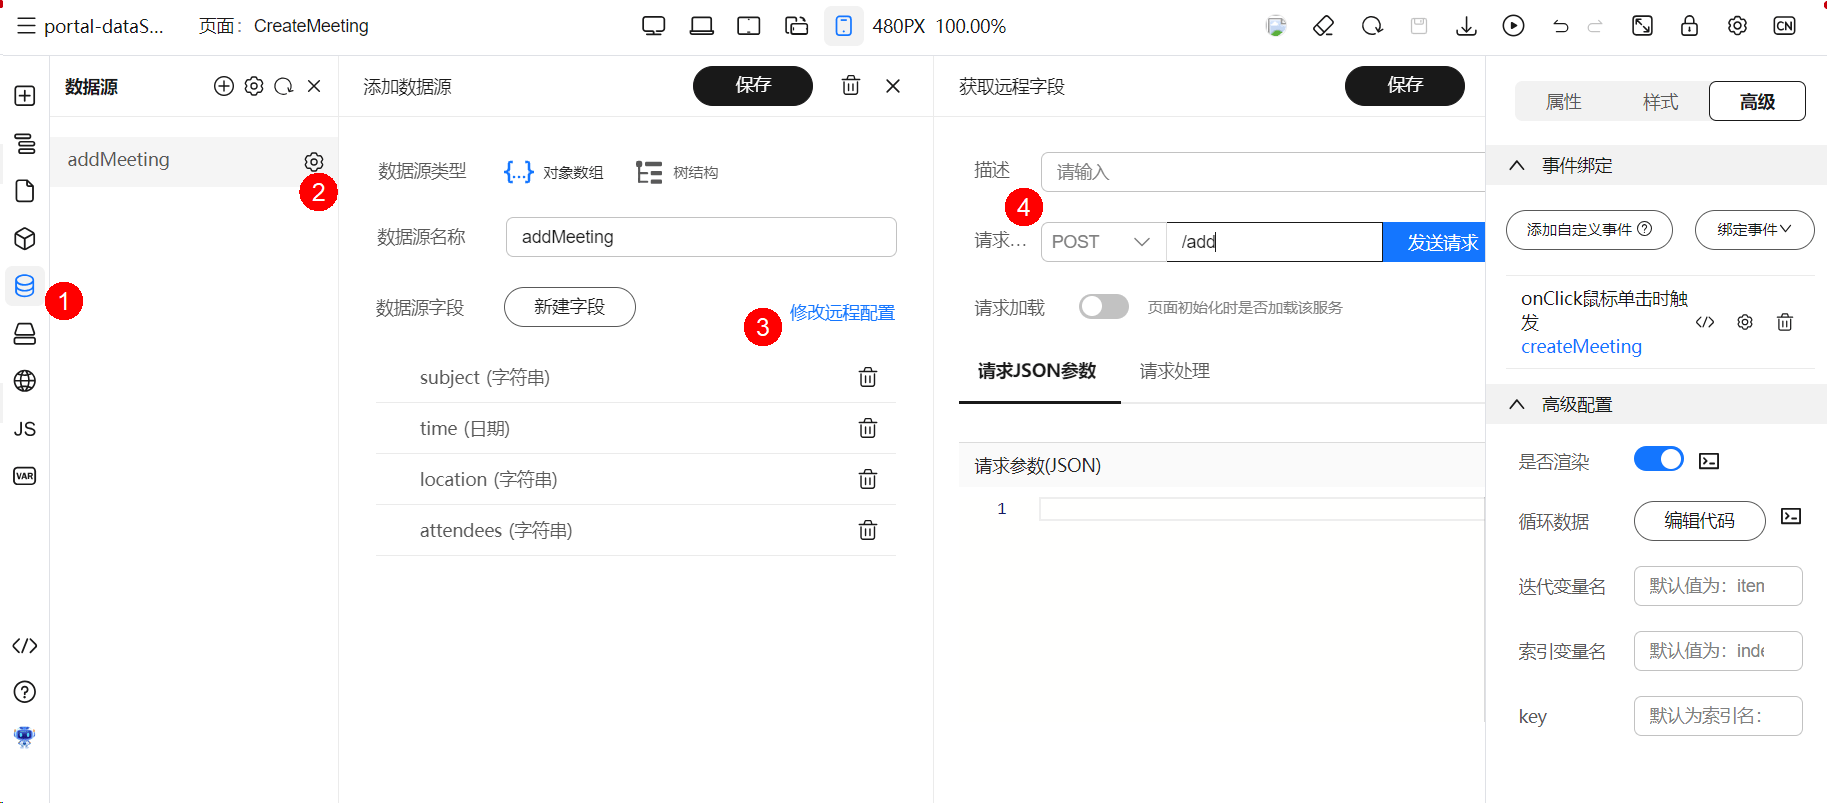 portal-dataS...
页面：CreateMeeting
480PX 100.00%
CN
数据源
addMeeting
2
1
JS
VAR
添加数据源
保存
数据源类型
{...} 对象数组
树结构
数据源名称
addMeeting
数据源字段
新建字段
修改远程配置
3
subject (字符串)
time (日期)
location (字符串)
attendees (字符串)
获取远程字段
保存
描述
请输入
4
请求...
POST
/add
发送请求
请求加载
页面初始化时是否加载该服务
请求JSON参数
请求处理
请求参数(JSON)
1
属性
样式
高级
事件绑定
添加自定义事件
绑定事件
onClick鼠标单击时触
发
createMeeting
高级配置
是否渲染
循环数据
编辑代码
迭代变量名
默认值为：iten
索引变量名
默认值为：inde
key
默认为索引名：